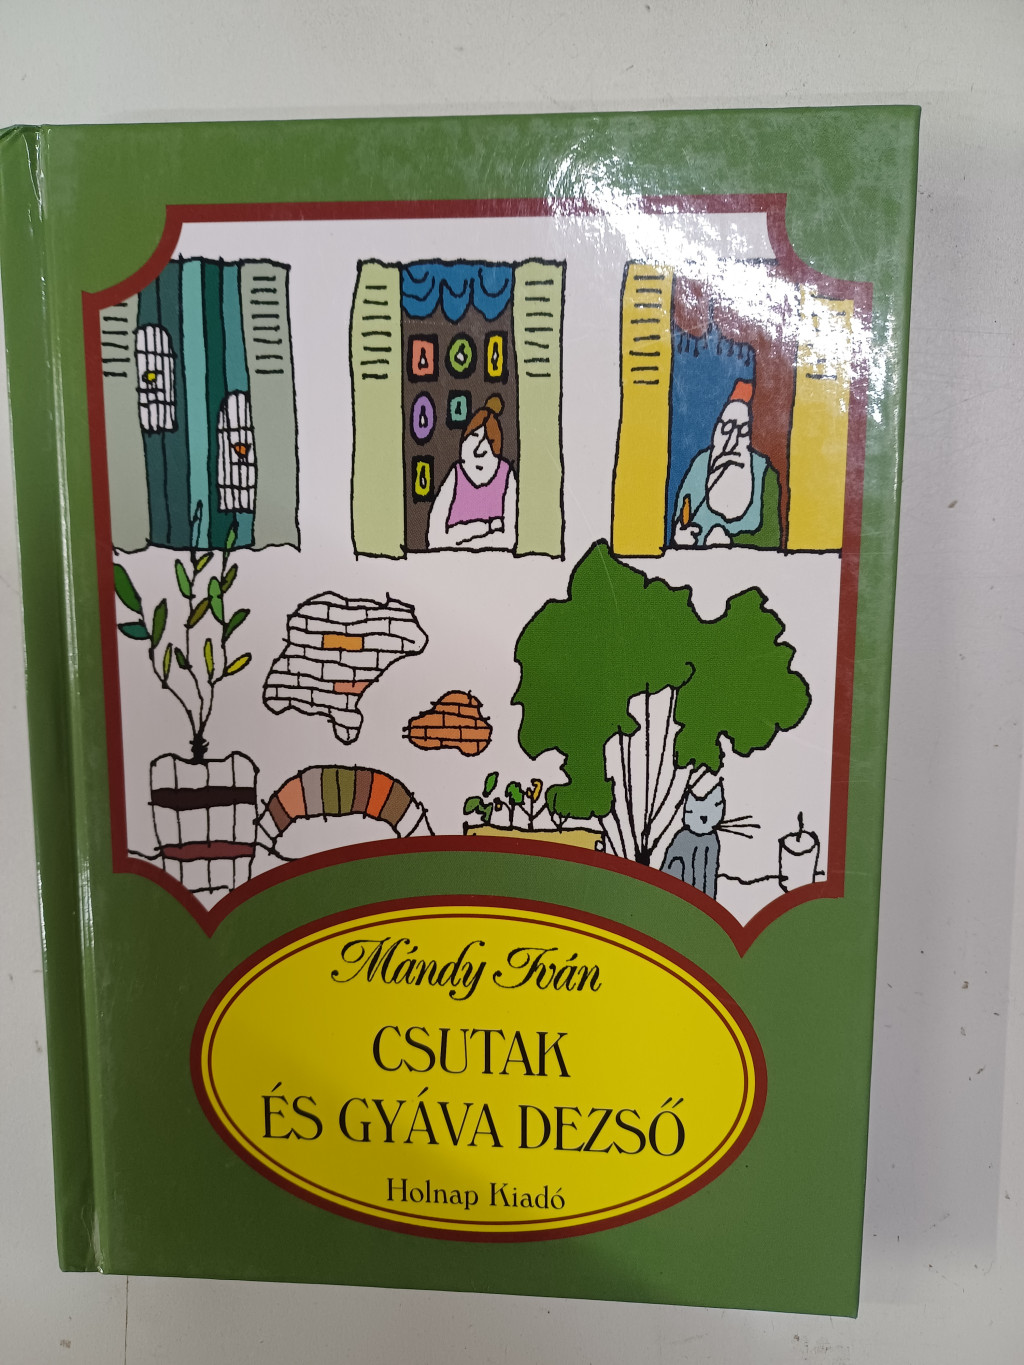 Mándy Iván
CSUTAK
ÉS GYÁVA DEZSŐ
Holnap Kiadó